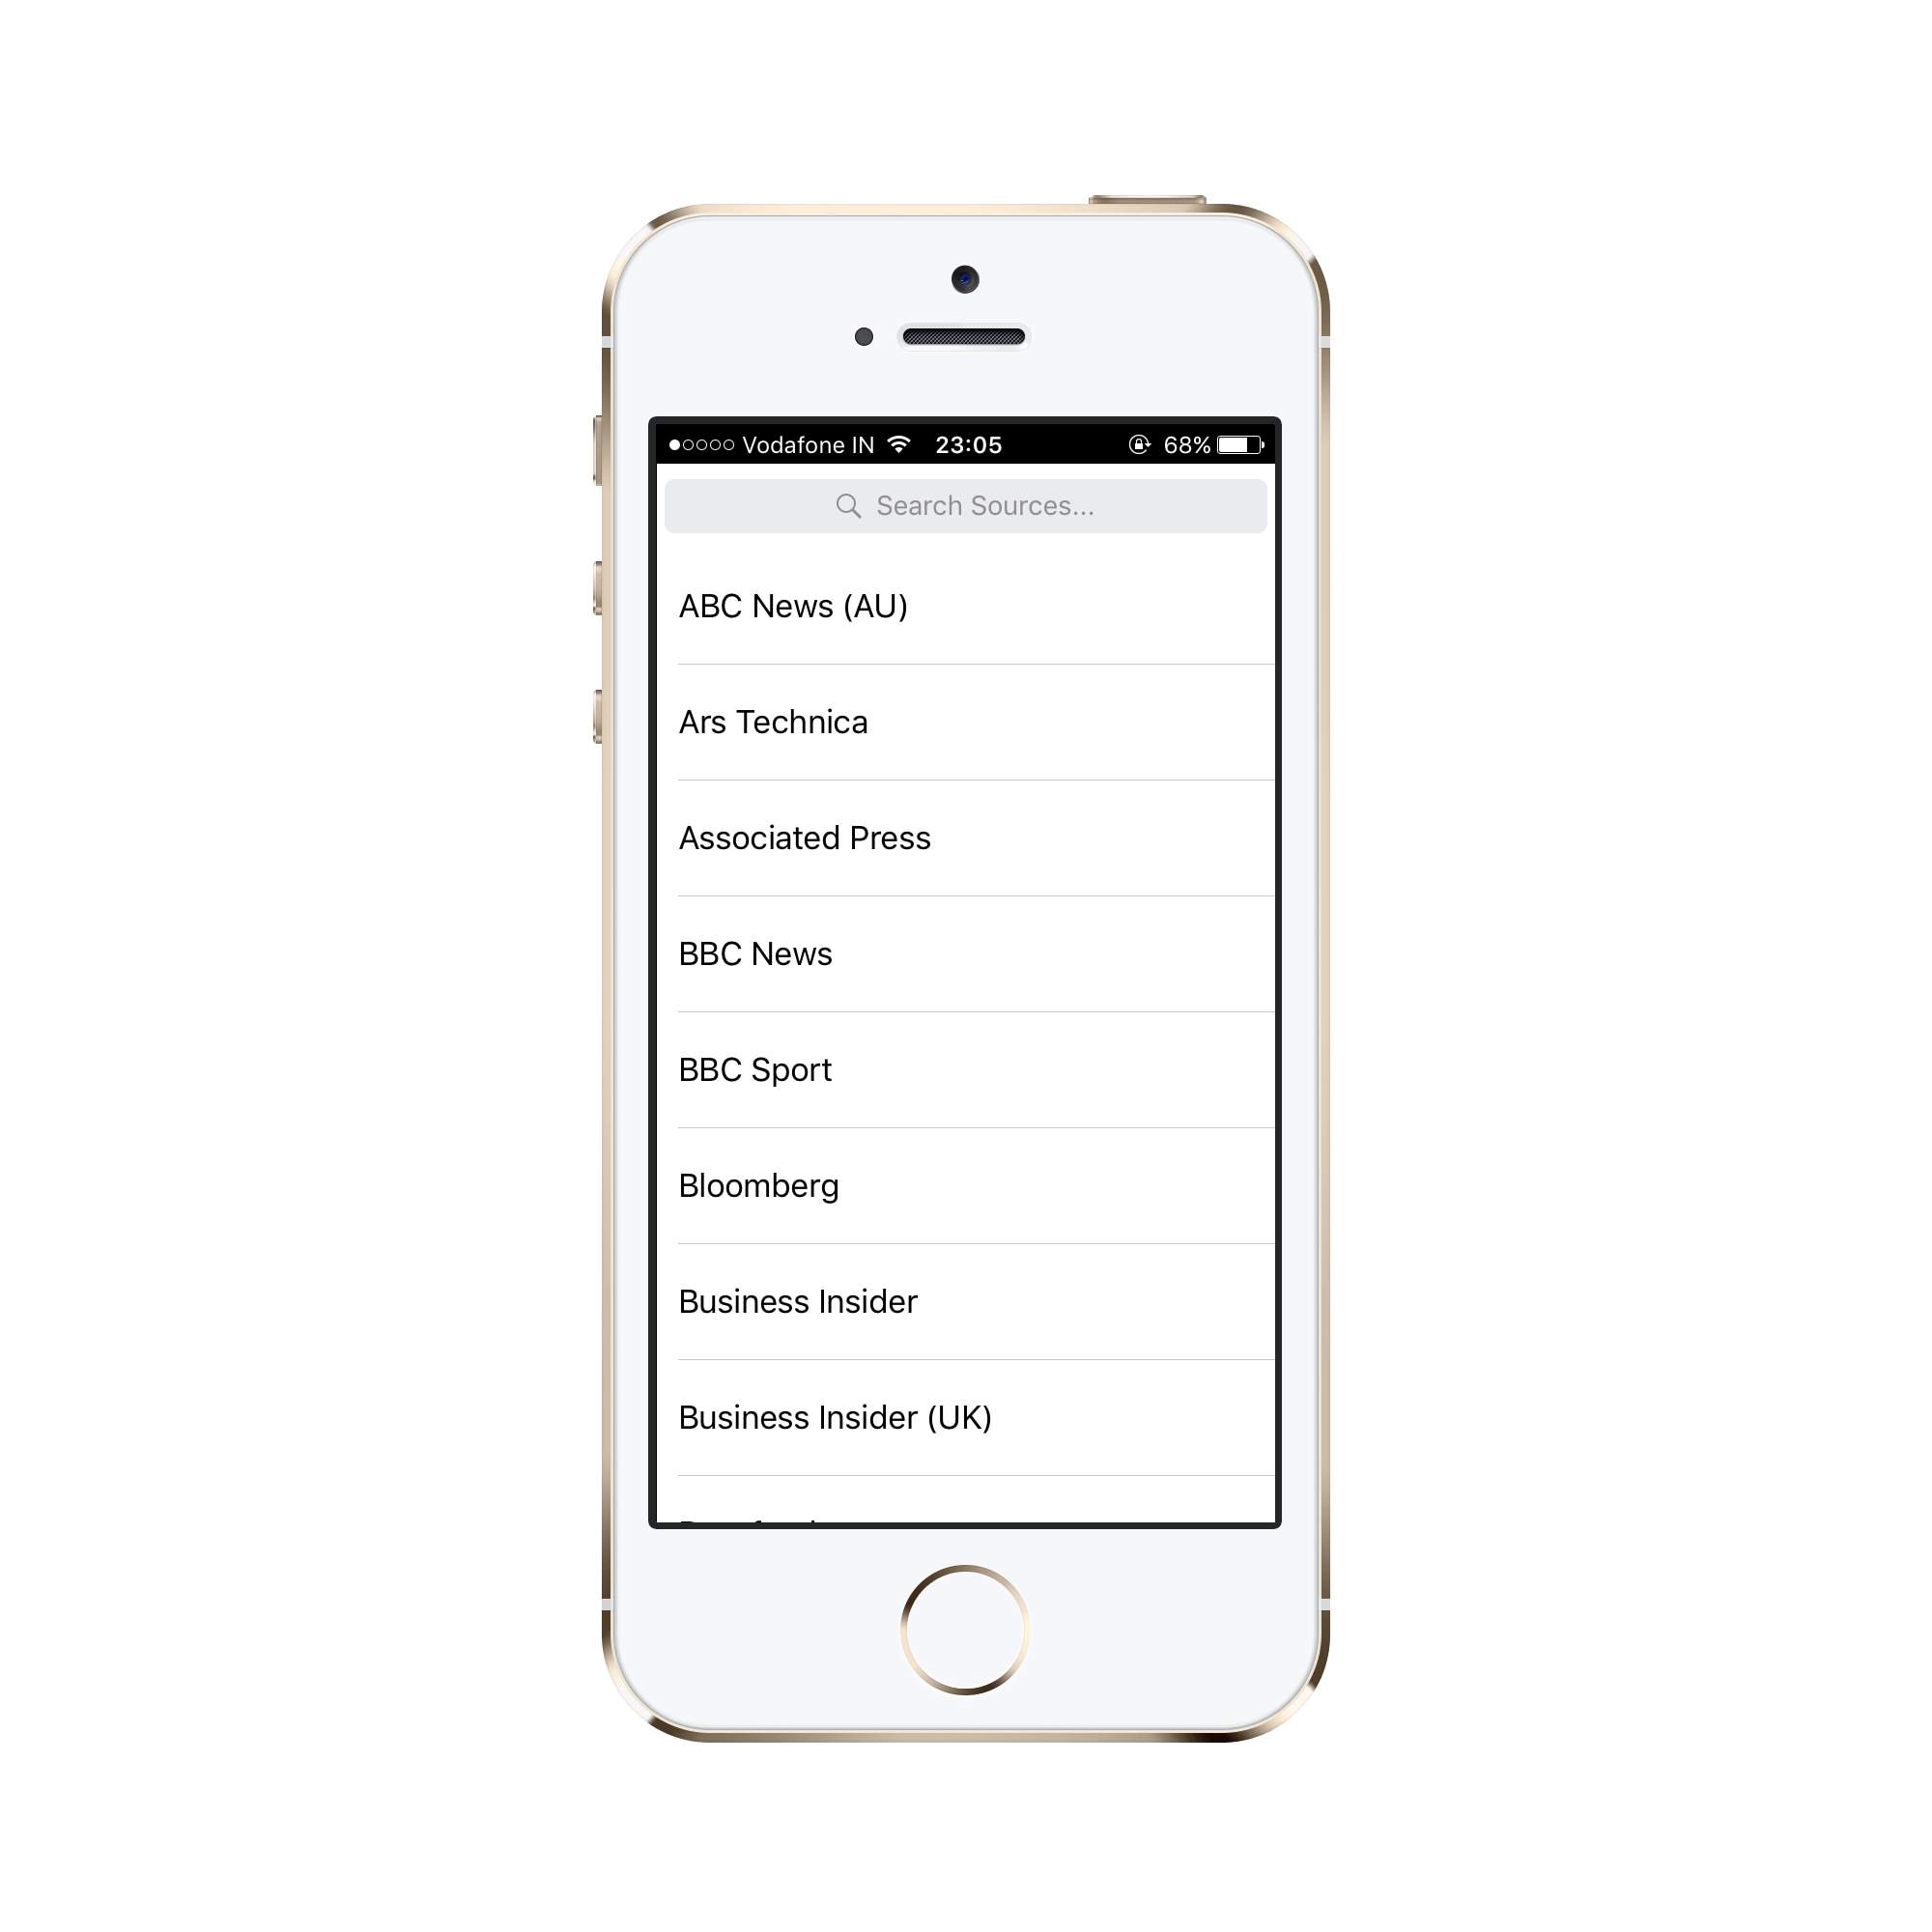 Vodafone IN 23:05 68%
Search Sources...
ABC News (AU)
Ars Technica
Associated Press
BBC News
BBC Sport
Bloomberg
Business Insider
Business Insider (UK)